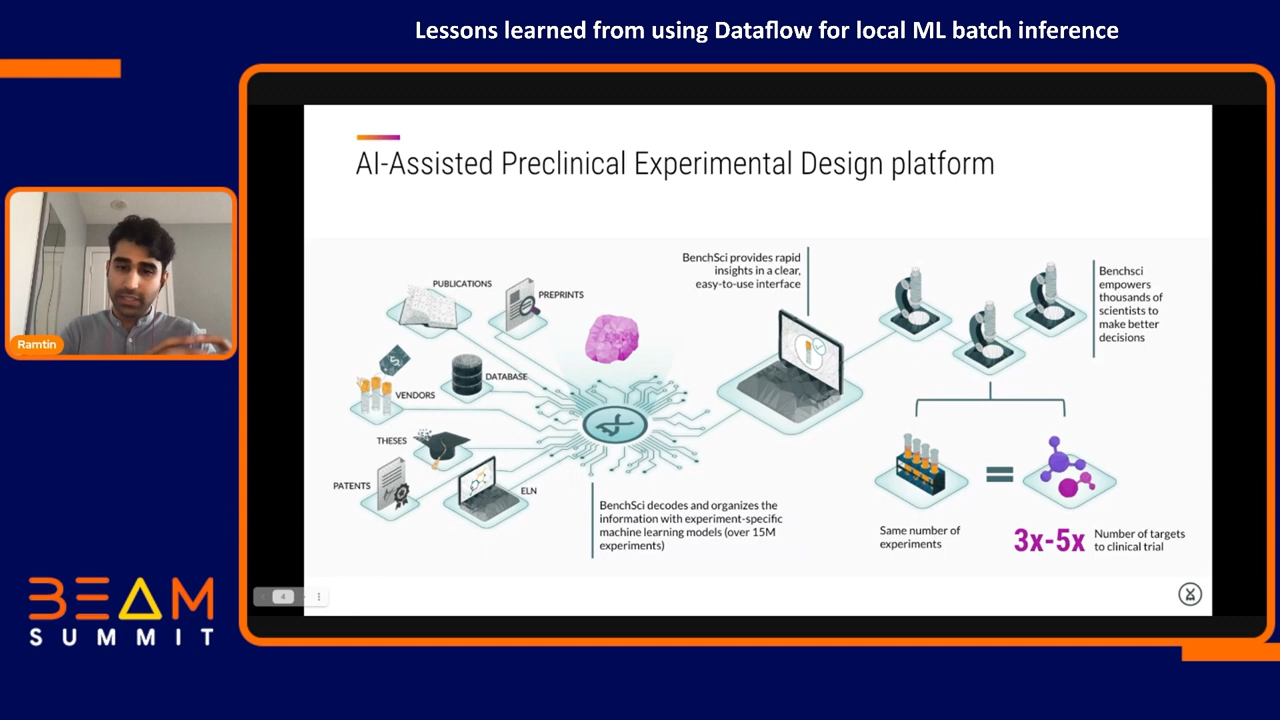 Lessons learned from using Dataflow for local ML batch inference
AI-Assisted Preclinical Experimental Design platform
PUBLICATIONS
PREPRINTS
DATABASE
VENDORS
THESES
PATENTS
ELN
BenchSci provides rapid
insights in a clear,
easy-to-use interface
Benchsci
empowers
thousands of
scientists to
make better
decisions
BenchSci decodes and organizes the
information with experiment-specific
machine learning models (over 15M
experiments)
Same number of
experiments
3x-5x
Number of targets
to clinical trial
4
Ramtin
BEAM
SUMMIT